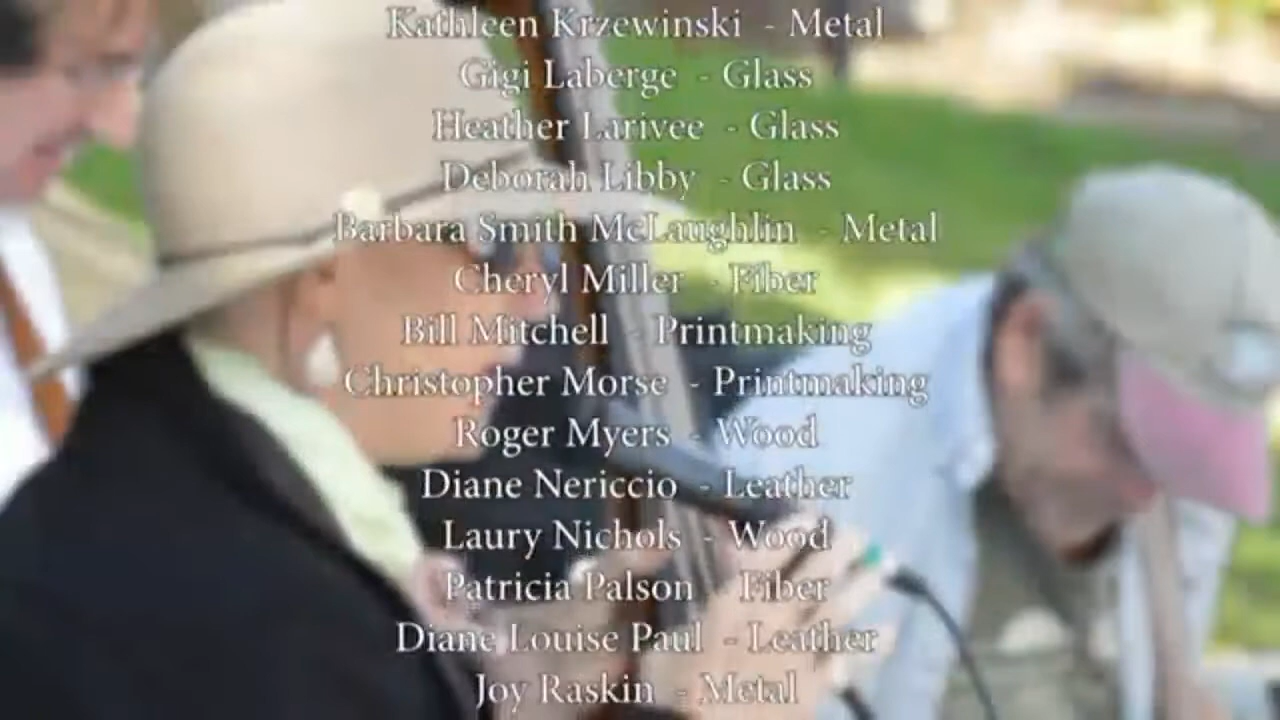 Kathleen Krzewinski - Metal
Gigi Laberge - Glass
Heather Larivee - Glass
Deborah Libby - Glass
Barbara Smith McLaughlin - Metal
Cheryl Miller - Fiber
Bill Mitchell - Printmaking
Christopher Morse - Printmaking
Roger Myers - Wood
Diane Nericcio - Leather
Laury Nichols - Wood
Patricia Palson - Fiber
Diane Louise Paul - Leather
Joy Raskin - Metal